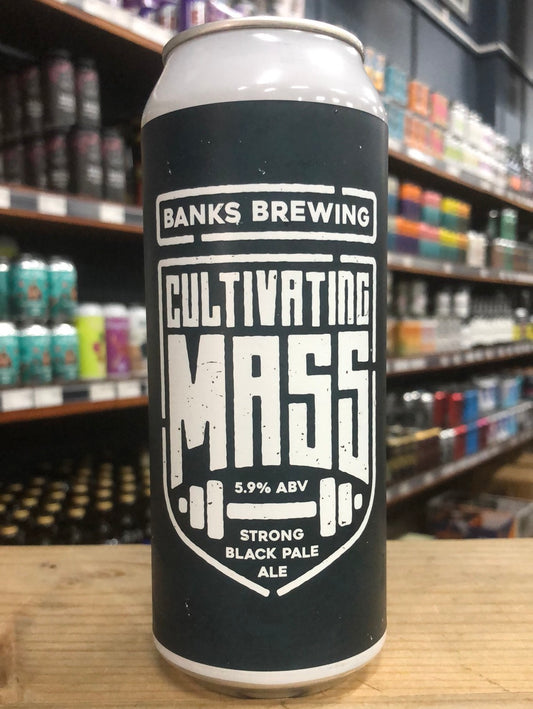 BANKS BREWING
CULTIVATING
MASS
5.9% ABV
STRONG
BLACK PALE
ALE